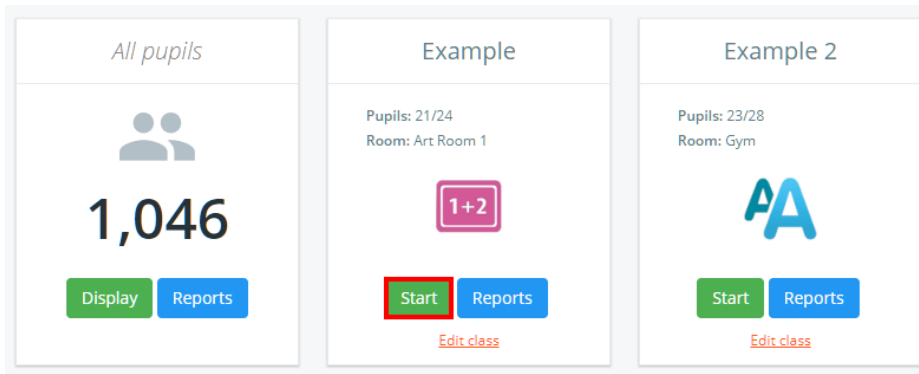 All pupils
1,046
Display Reports
Example
Pupils: 21/24
Room: Art Room 1
1+2
Start Reports
Edit class
Example 2
Pupils: 23/28
Room: Gym
AA
Start Reports
Edit class